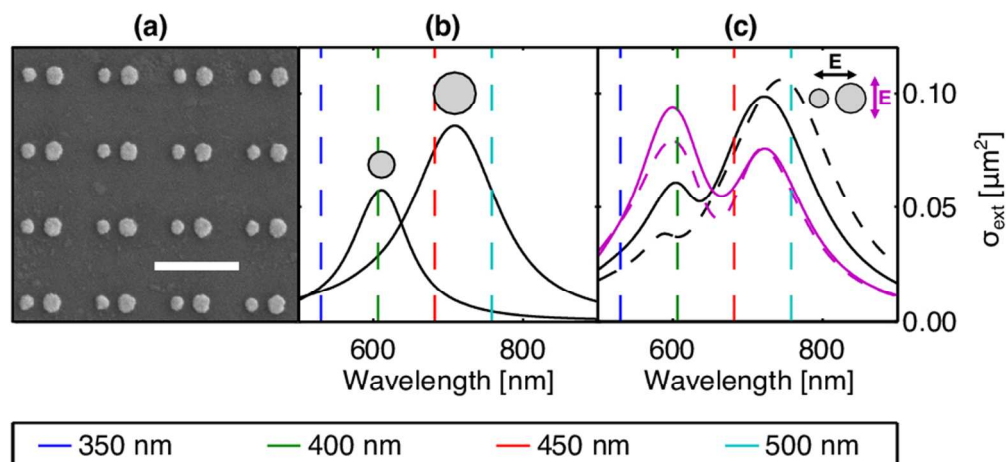 (a) (b) (c)
E
E
0.10
0.05
0.00
σext [µm²]
600 800 600 800
Wavelength [nm] Wavelength [nm]
350 nm 400 nm 450 nm 500 nm